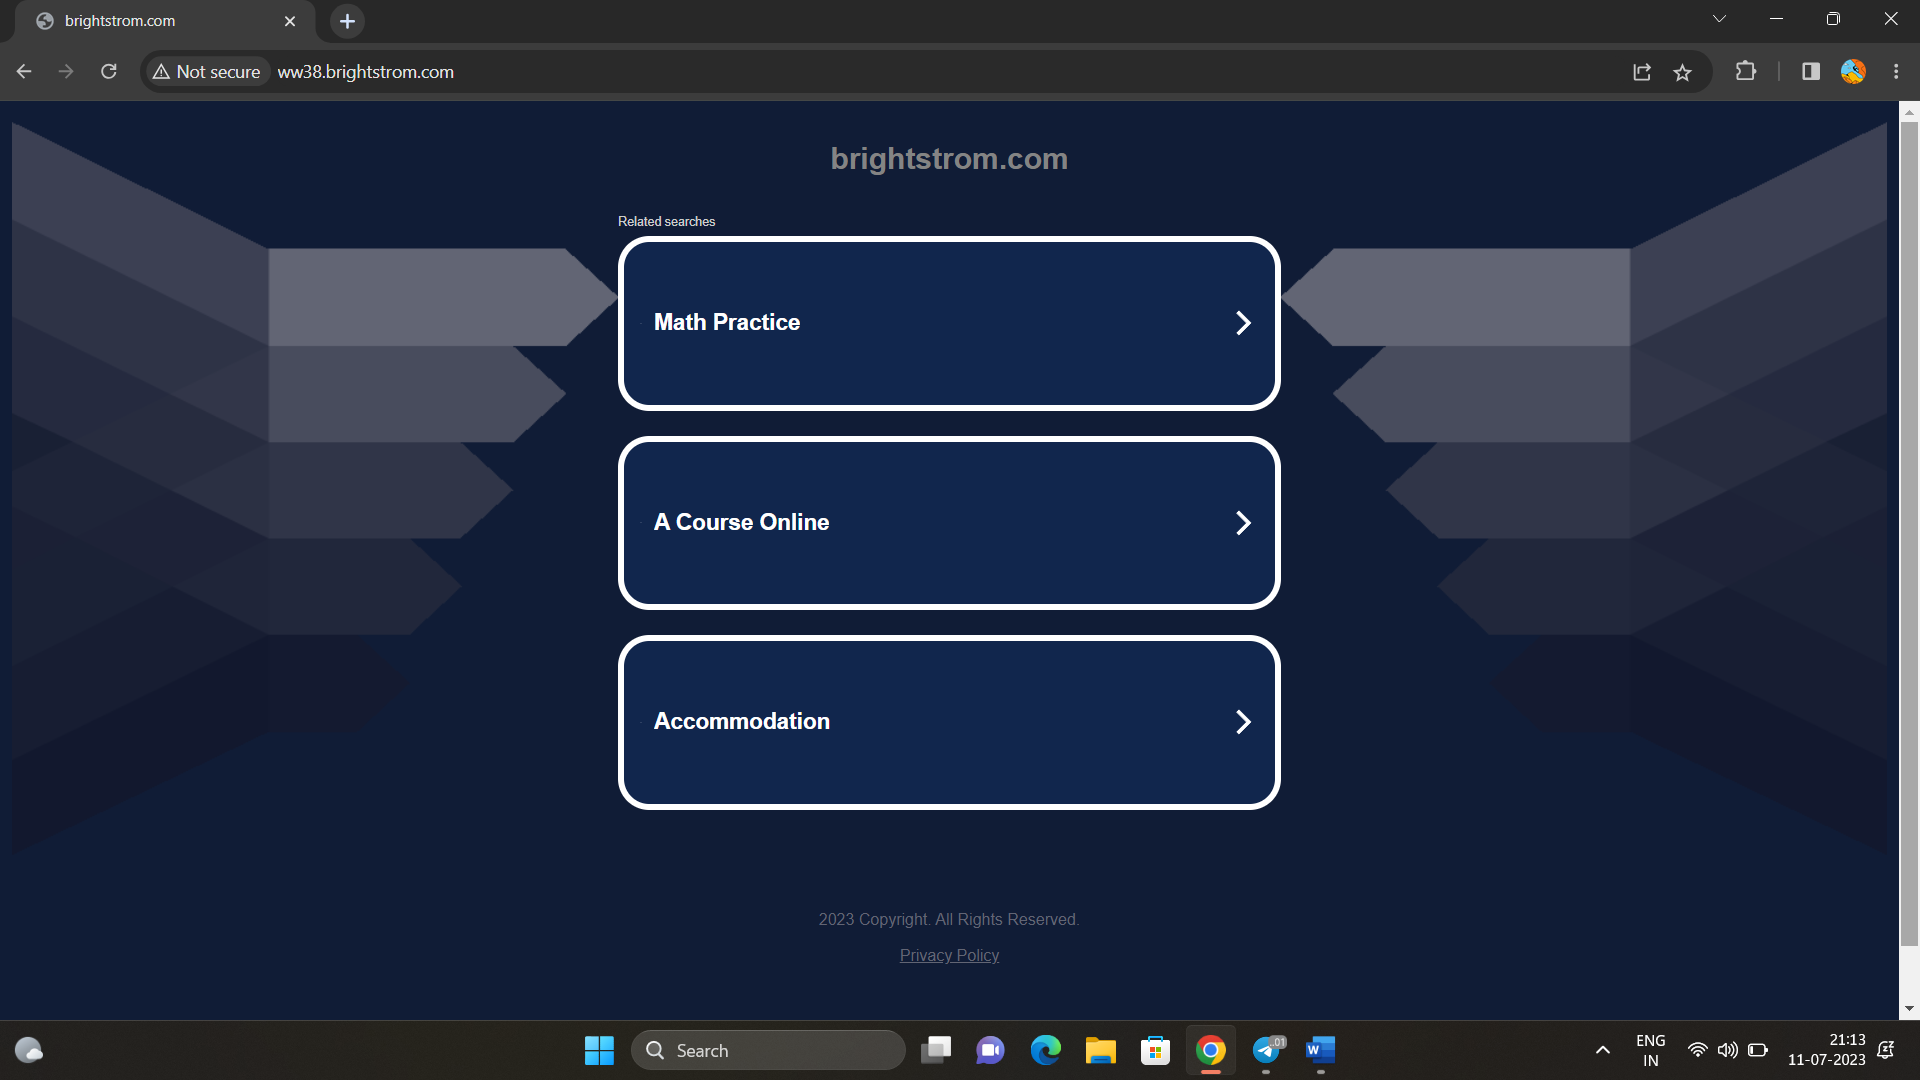 brightstrom.com
Not secure
ww38.brightstrom.com
brightstrom.com
Related searches
Math Practice
A Course Online
Accommodation
2023 Copyright. All Rights Reserved.
Privacy Policy
Search
.01
W
ENG
IN
21:13
11-07-2023